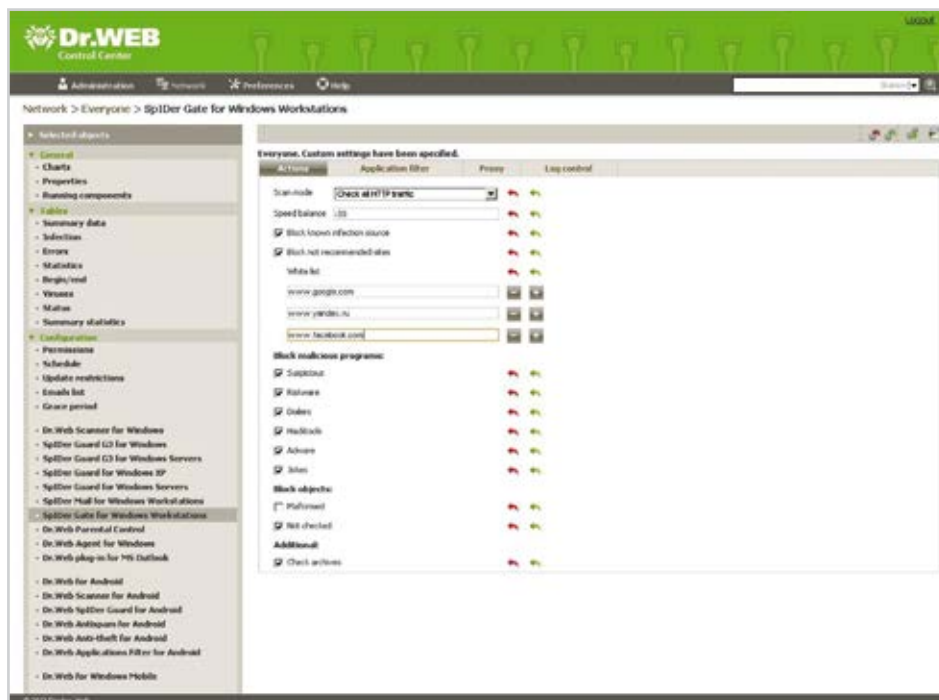 Logout
Dr.WEB
Control Center
Administration Network Preferences Help
Network > Everyone > SpIDer Gate for Windows Workstations
Selected objects
General
Charts
Properties
Running components
Tables
Summary data
Infection
Errors
Statistics
Begin/end
Viruses
Status
Summary statistics
Configuration
Permissions
Schedule
Update restrictions
Emails list
Grace period
Dr.Web Scanner for Windows
SpIDer Guard G3 for Windows
SpIDer Guard G3 for Windows Servers
SpIDer Guard for Windows XP
SpIDer Guard for Windows Servers
SpIDer Mail for Windows Workstations
SpIDer Gate for Windows Workstations
Dr.Web Parental Control
Dr.Web Agent for Windows
Dr.Web plug-in for MS Outlook
Dr.Web for Android
Dr.Web Scanner for Android
Dr.Web SpIDer Guard for Android
Dr.Web Antispam for Android
Dr.Web Anti-theft for Android
Dr.Web Applications Filter for Android
Dr.Web for Windows Mobile
Everyone. Custom settings have been specified.
Actions Application filter Proxy Log control
Scan mode Check all HTTP traffic
Speed balance
Block known infection source
Block not recommended sites
White list
www.google.com
www.yandex.ru
www.facebook.com
Block malicious programs:
Suspicious
Riskware
Dialers
Hacktools
Adware
Jokes
Block objects:
Malformed
Not checked
Additional:
Check archives